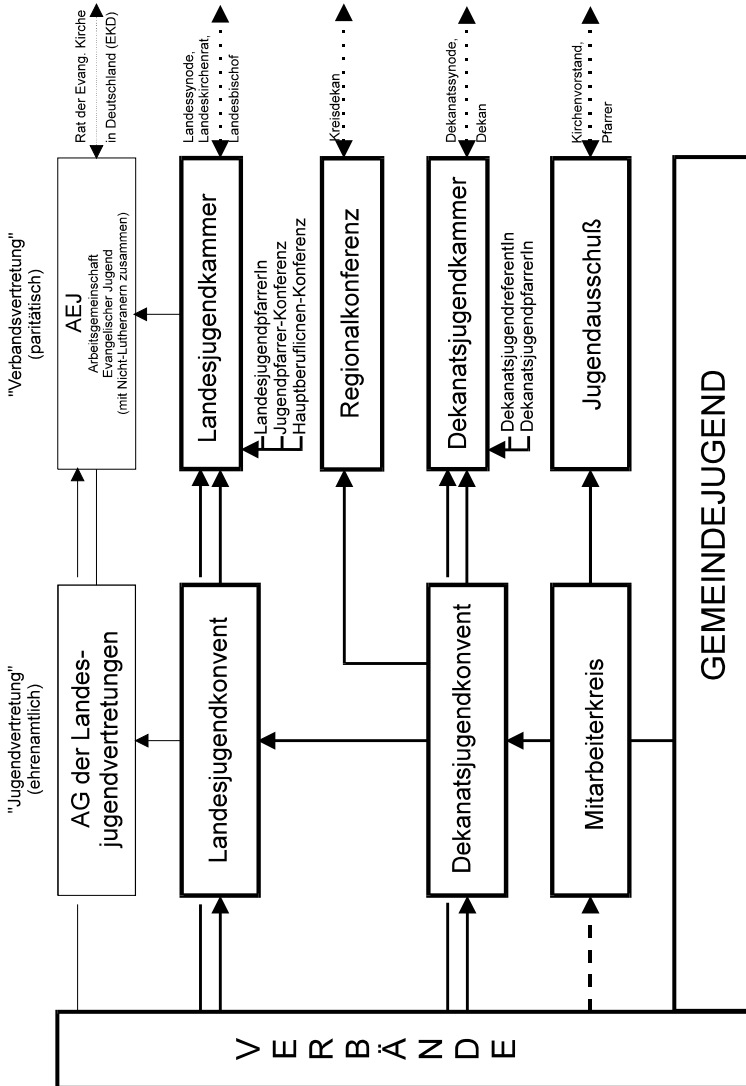 "Jugendvertretung"
(ehrenamtlich)
"Verbandsvertretung"
(paritätisch)
AG der Landes-
jugendvertretungen
AEJ
Arbeitsgemeinschaft
Evangelischer Jugend
(mit Nicht-Lutheranern zusammen)
Rat der Evang. Kirche
in Deutschland (EKD)
Landesjugendkonvent
Landesjugendkammer
Landessynode,
Landeskirchenrat,
Landesbischof
LandesjugendpfarrerIn
Jugendpfarrer-Konferenz
Hauptberuflicnen-Konferenz
Regionalkonferenz
Kreisdekan
Dekanatsjugendkonvent
Dekanatsjugendkammer
Dekanatssynode,
Dekan
DekanatsjugendreferentIn
DekanatsjugendpfarrerIn
Mitarbeiterkreis
Jugendausschuß
Kirchenvorstand,
Pfarrer
VERBÄNDE
GEMEINDEJUGEND